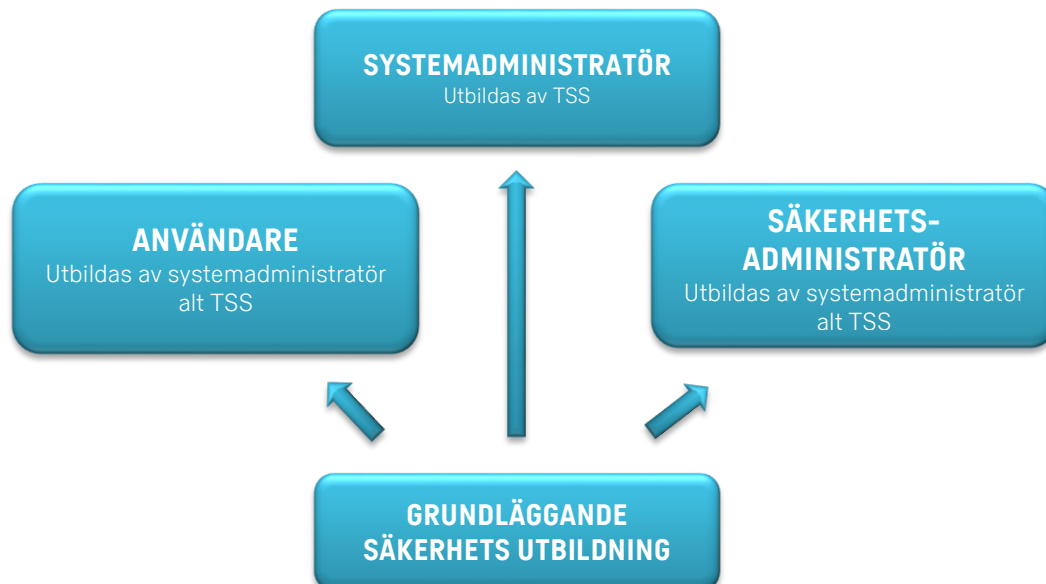 SYSTEMADMINISTRATÖR
Utbildas av TSS
ANVÄNDARE
Utbildas av systemadministratör
alt TSS
SÄKERHETS-
ADMINISTRATÖR
Utbildas av systemadministratör
alt TSS
GRUNDLÄGGANDE
SÄKERHETS UTBILDNING